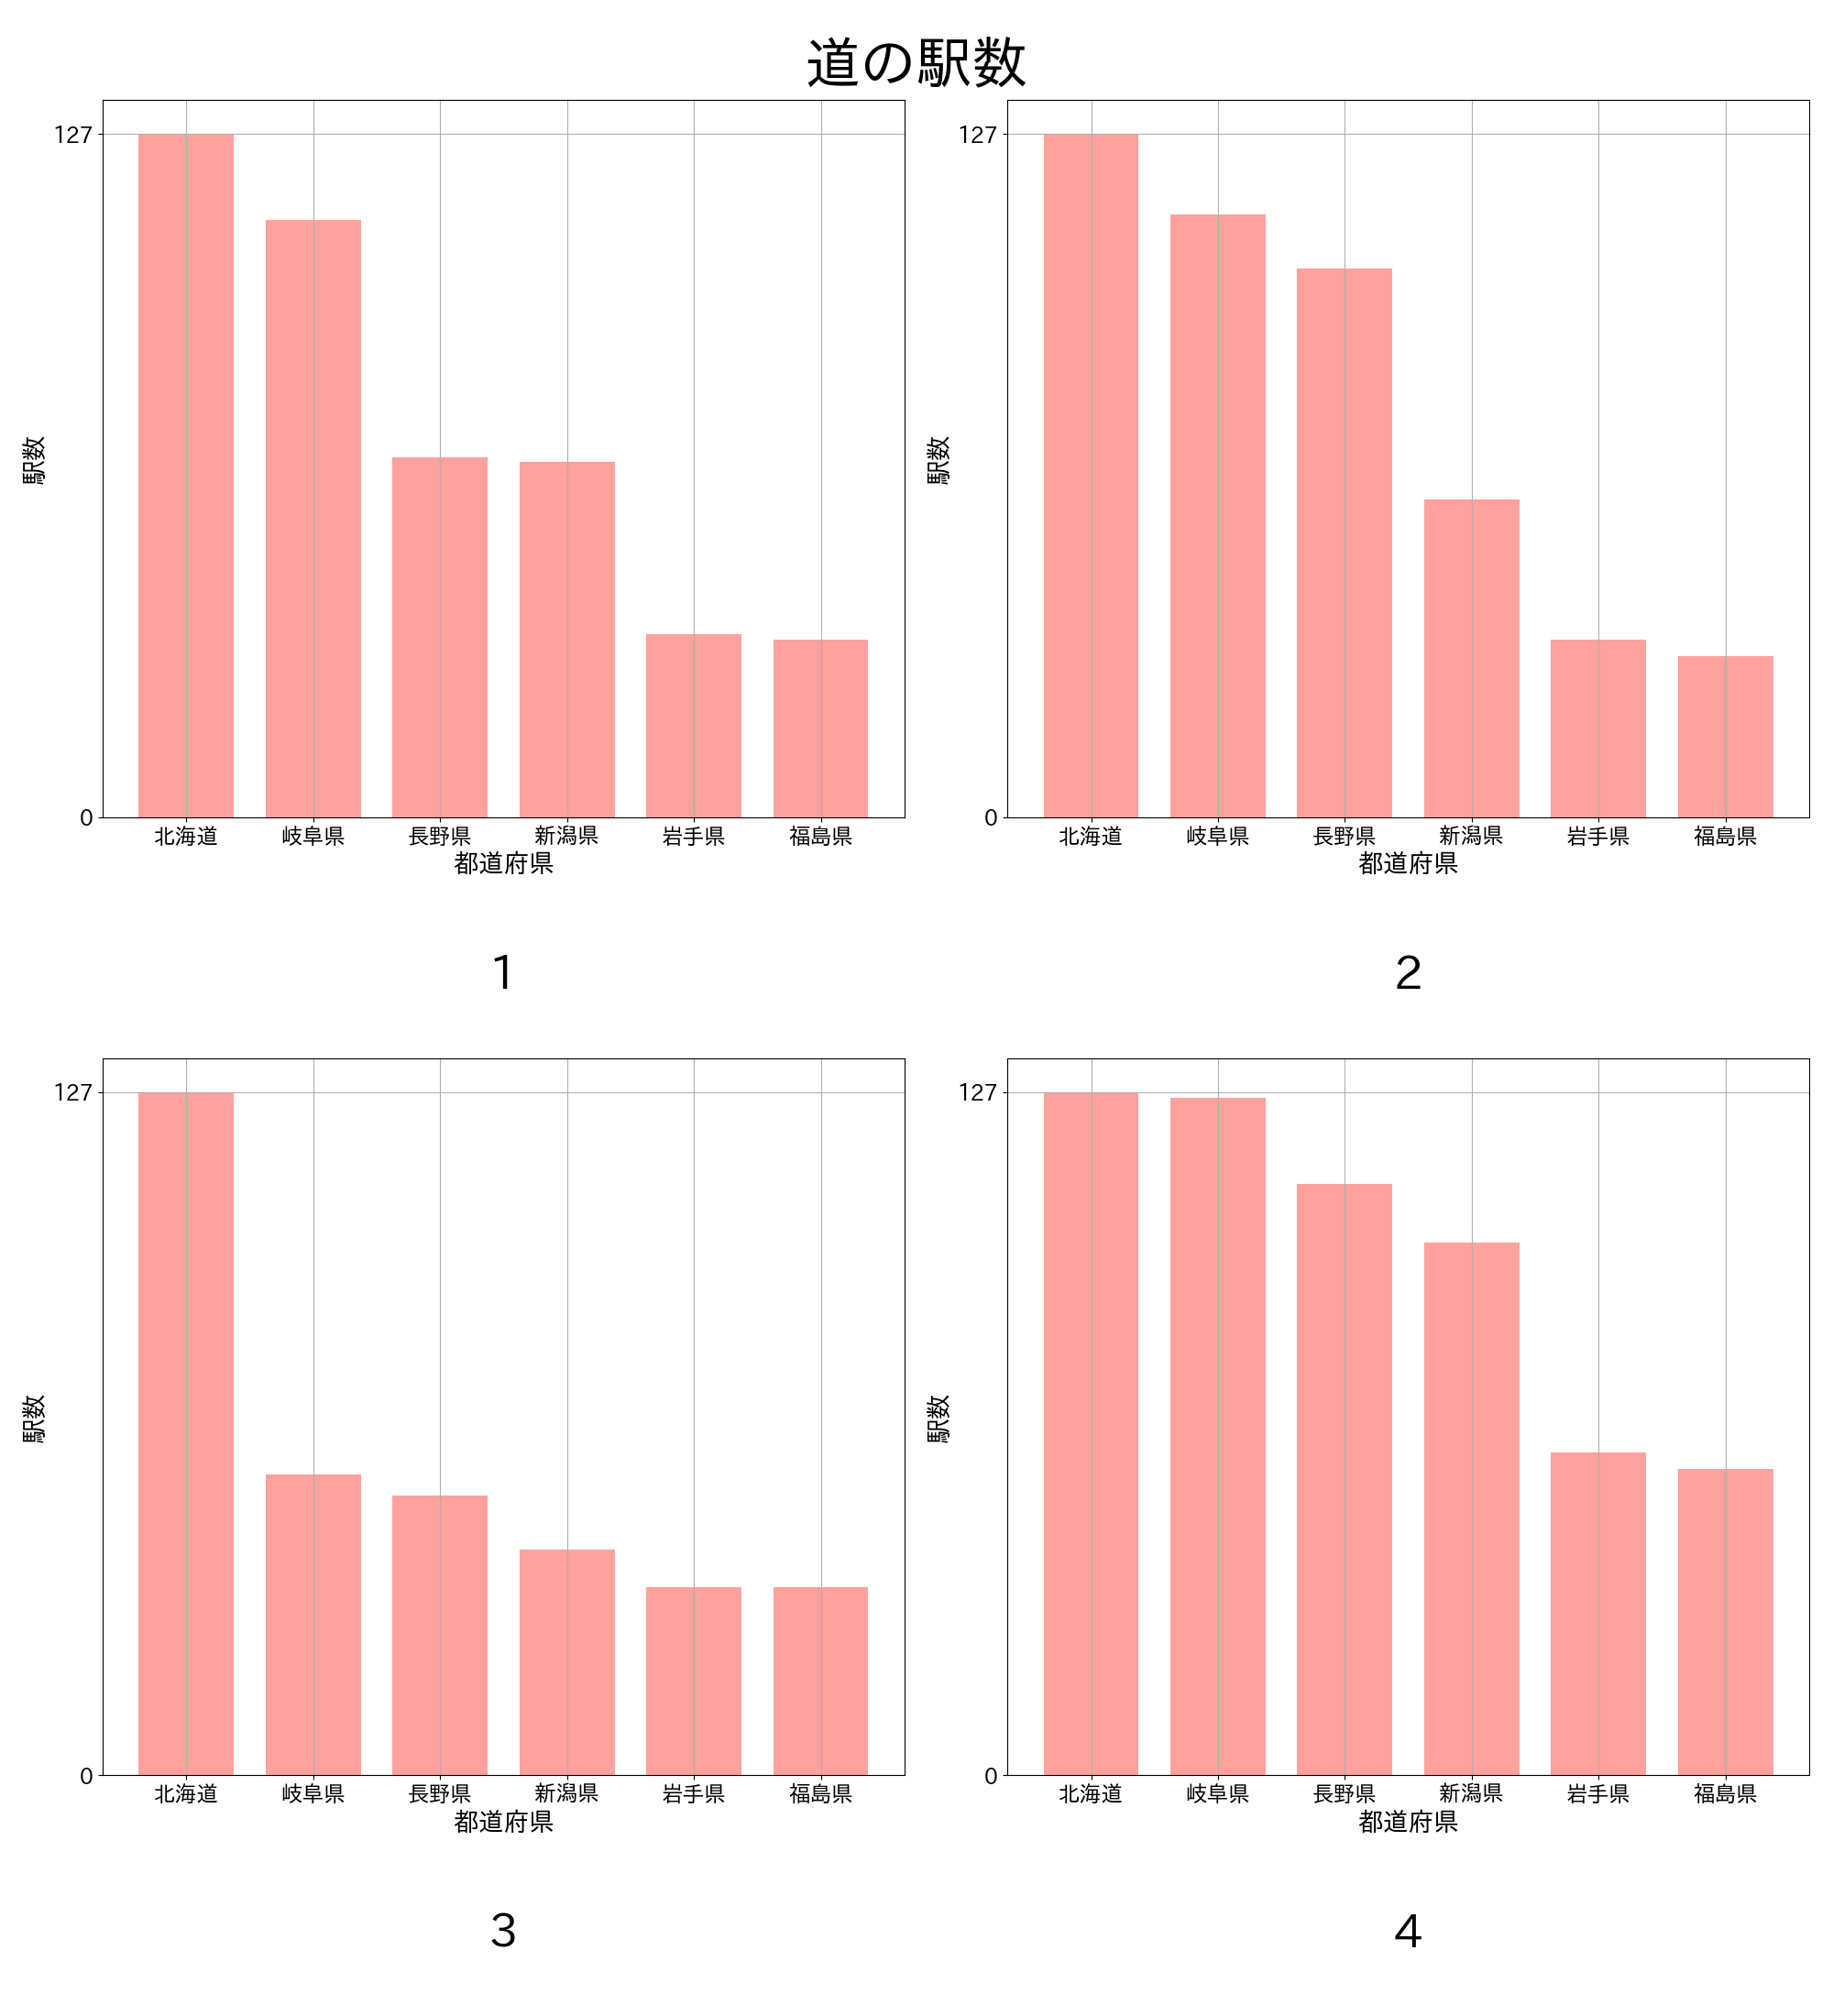 道の駅数
127
0
駅数
北海道 岐阜県 長野県 新潟県 岩手県 福島県
都道府県
1
127
0
駅数
北海道 岐阜県 長野県 新潟県 岩手県 福島県
都道府県
2
127
0
駅数
北海道 岐阜県 長野県 新潟県 岩手県 福島県
都道府県
3
127
0
駅数
北海道 岐阜県 長野県 新潟県 岩手県 福島県
都道府県
4